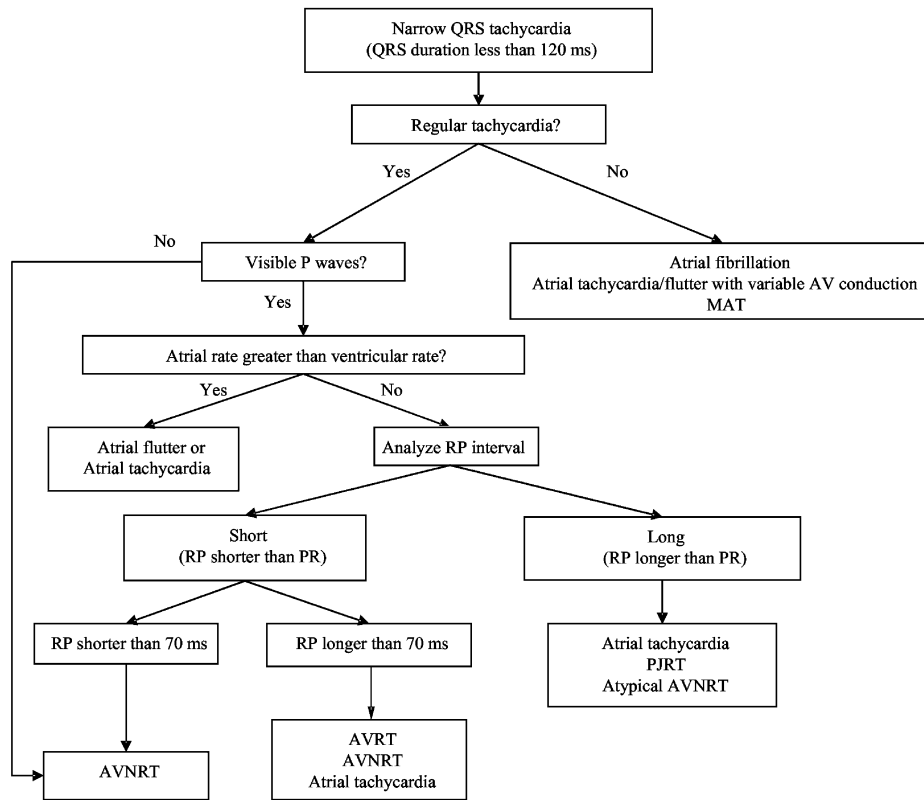 Narrow QRS tachycardia
(QRS duration less than 120 ms)
Regular tachycardia?
Yes
No
No
Visible P waves?
Atrial fibrillation
Atrial tachycardia/flutter with variable AV conduction
MAT
Yes
Atrial rate greater than ventricular rate?
Yes
No
Atrial flutter or
Atrial tachycardia
Analyze RP interval
Short
(RP shorter than PR)
Long
(RP longer than PR)
RP shorter than 70 ms
RP longer than 70 ms
Atrial tachycardia
PJRT
Atypical AVNRT
AVNRT
AVRT
AVNRT
Atrial tachycardia